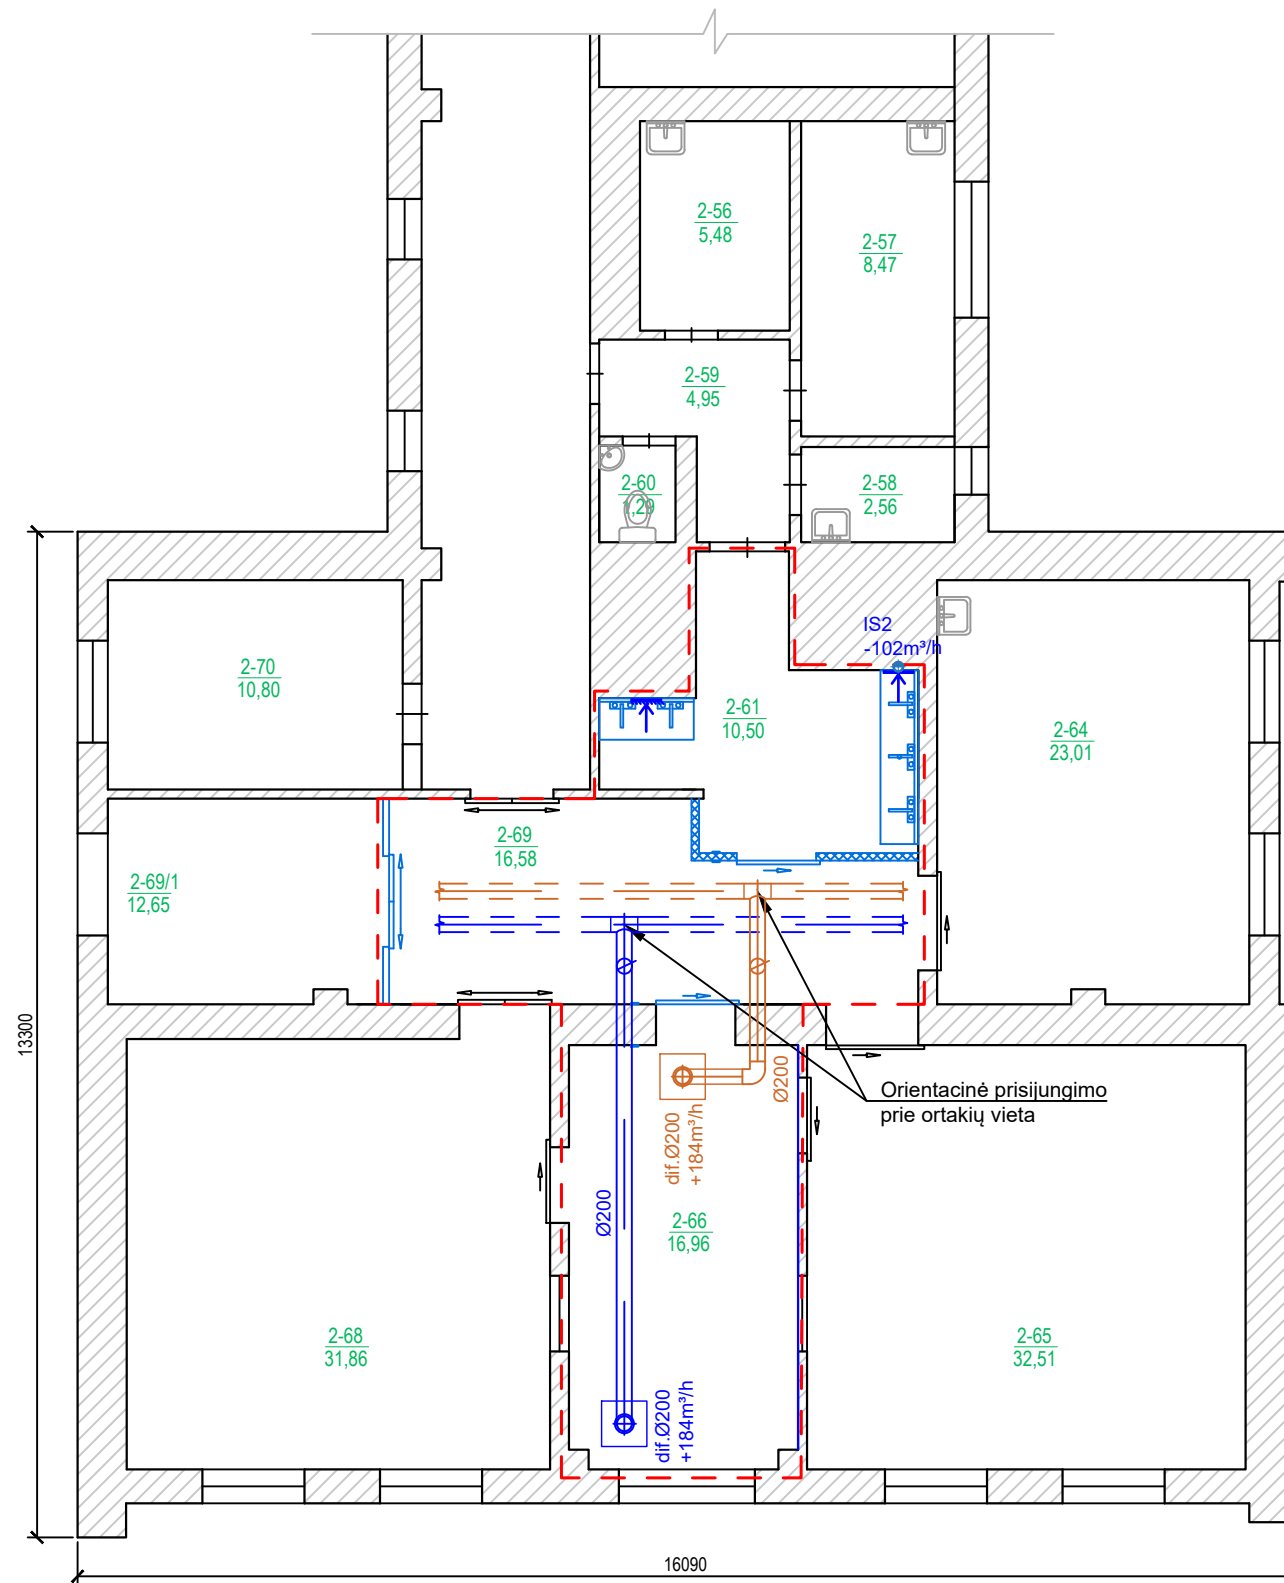 2-56
5,48
2-57
8,47
2-59
4,95
2-60
1,29
2-58
2,56
IS2
-102m³/h
2-70
10,80
2-61
10,50
2-64
23,01
2-69
16,58
2-69/1
12,65
13300
Ø200
Orientacinė prisijungimo
prie ortakių vieta
dif.Ø200
+184m³/h
Ø200
2-66
16,96
2-68
31,86
2-65
32,51
dif.Ø200
+184m³/h
16090